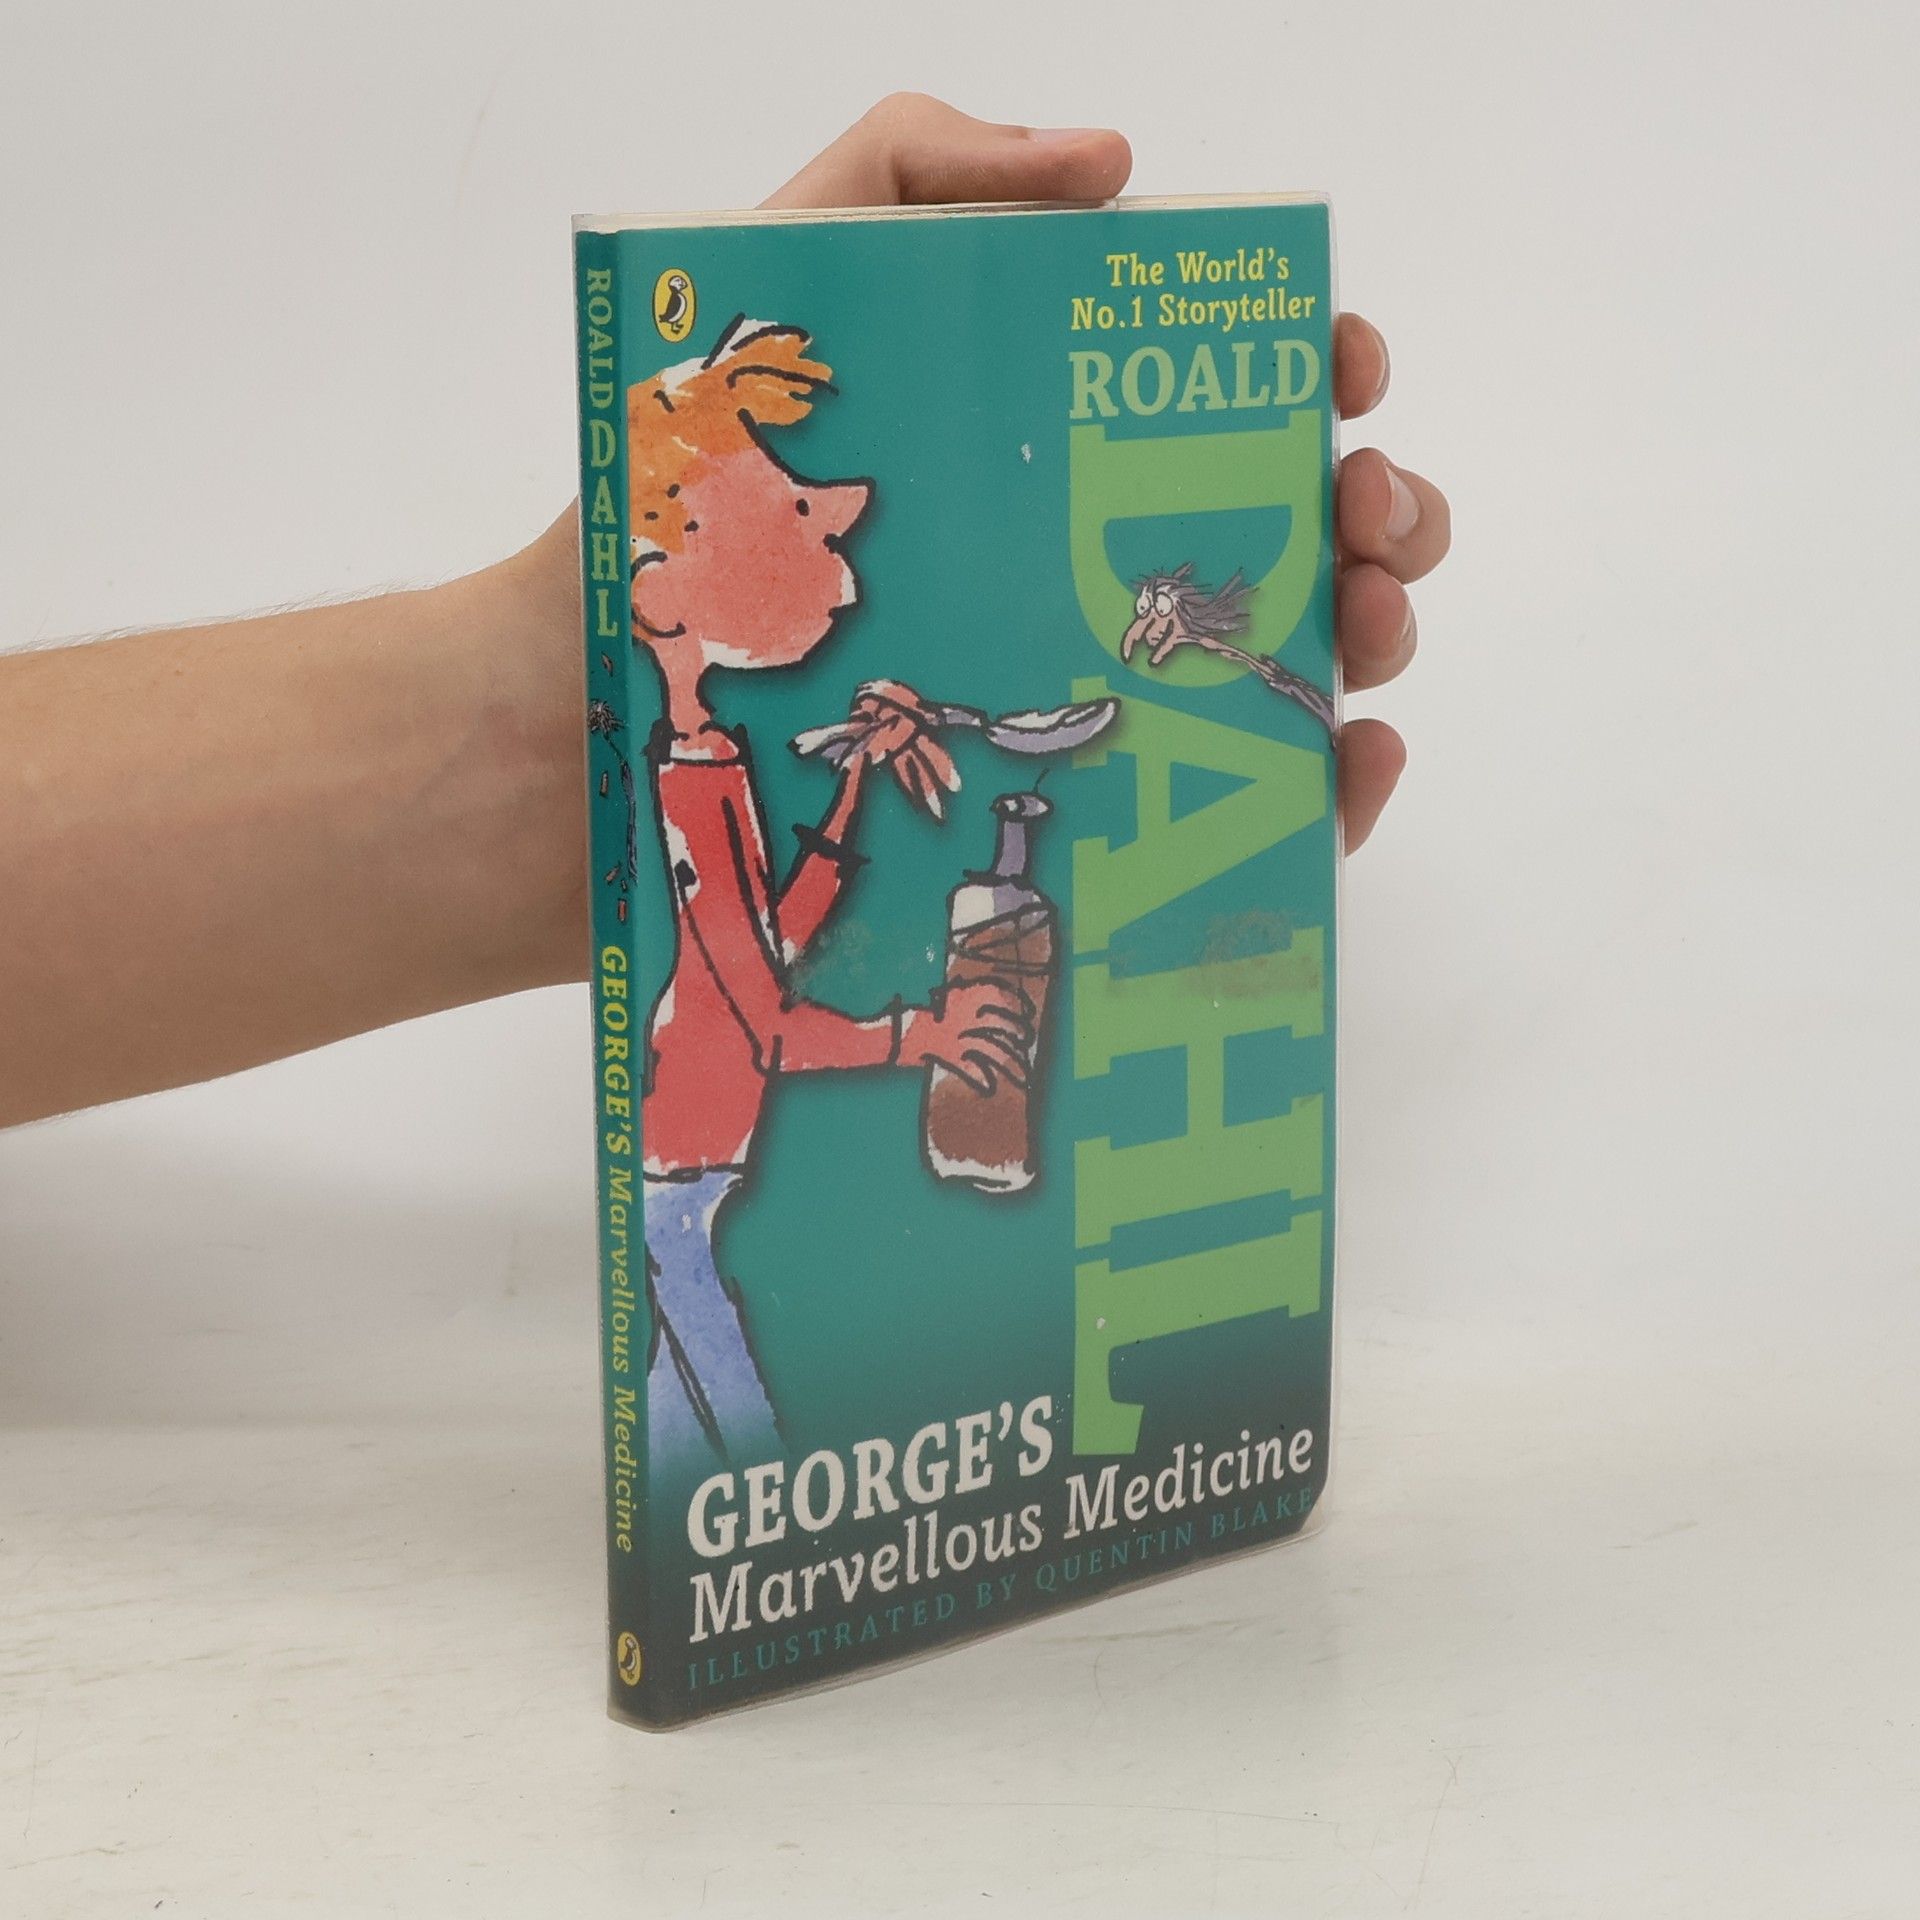 ROALD DAHL
GEORGE'S Marvellous Medicine
The World's
No.1 Storyteller
ROALD
DAHL
GEORGE'S
Marvellous Medicine
ILLUSTRATED BY QUENTIN BLAKE